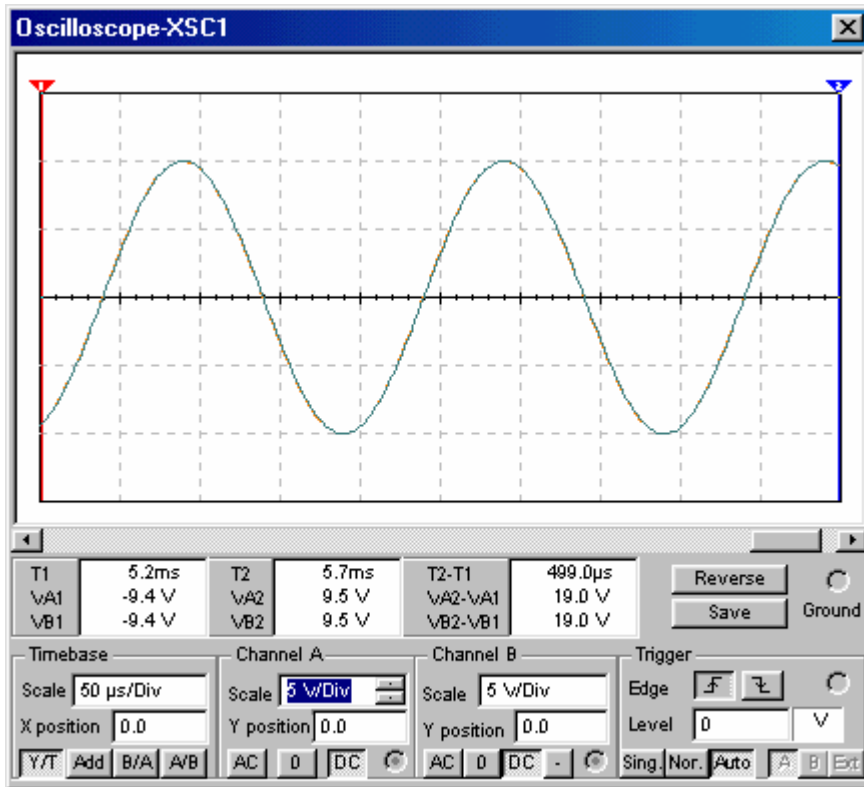 Oscilloscope-XSC1
1 2
T1 5.2ms T2 5.7ms T2-T1 499.0µs Reverse
VA1 -9.4 V VA2 9.5 V VA2-VA1 19.0 V
VB1 -9.4 V VB2 9.5 V VB2-VB1 19.0 V Save Ground
Timebase Channel A Channel B Trigger
Scale 50 µs/Div Scale 5 V/Div Scale 5 V/Div Edge
X position 0.0 Y position 0.0 Y position 0.0 Level 0 V
Y/T Add B/A A/B AC 0 DC AC 0 DC - Sing. Nor. Auto A B Ext